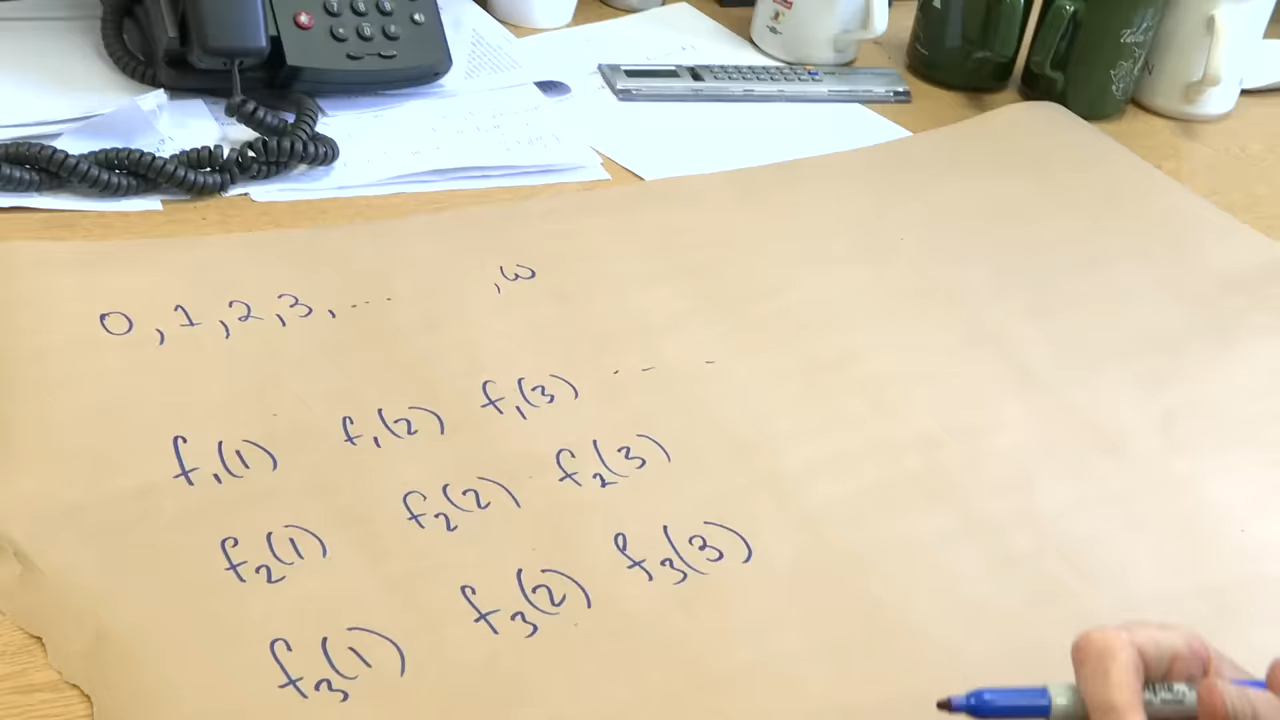 0, 1, 2, 3, ... , ω
f₁(1) f₁(2) f₁(3) . - -
f₂(1) f₂(2) f₂(3)
f₃(1) f₃(2) f₃(3)